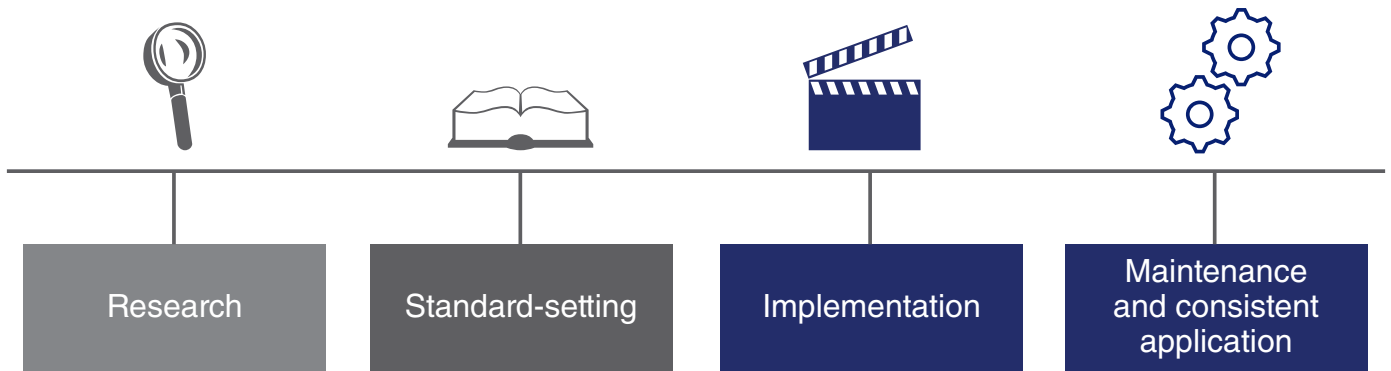 Research
Standard-setting
Implementation
Maintenance
and consistent
application